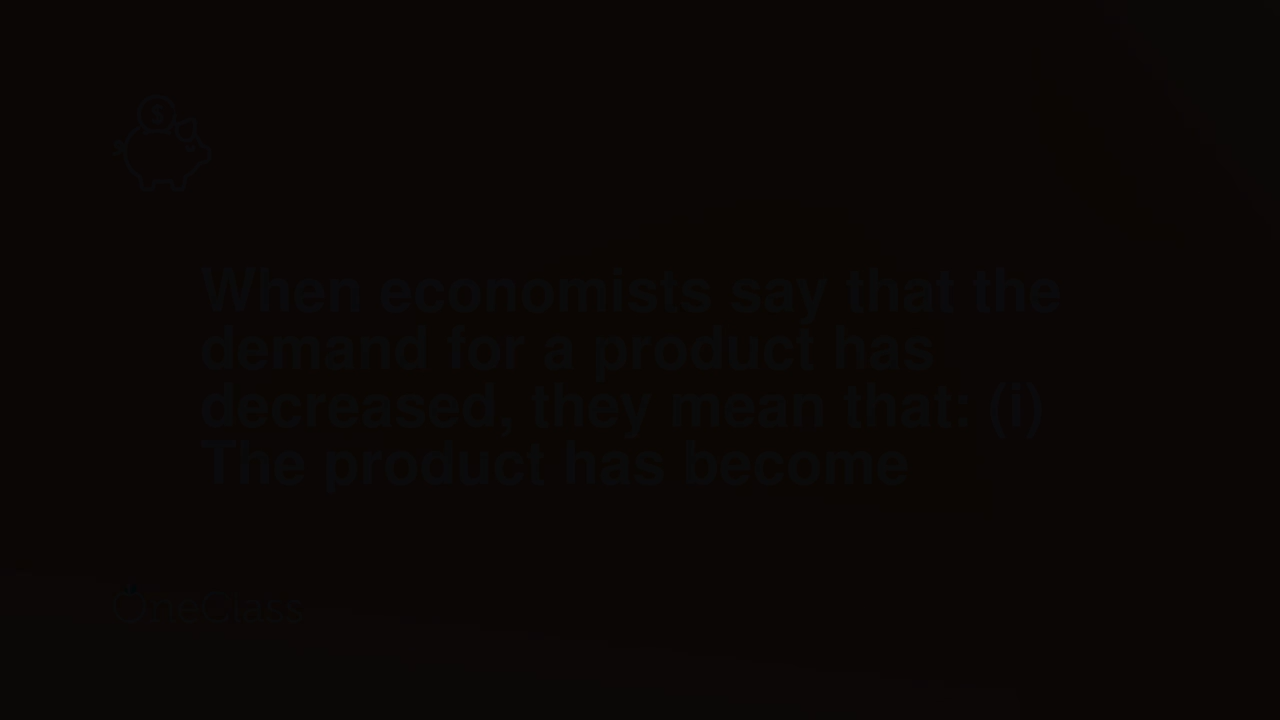 When economists say that the
demand for a product has
decreased, they mean that: (i)
The product has become
OneClass